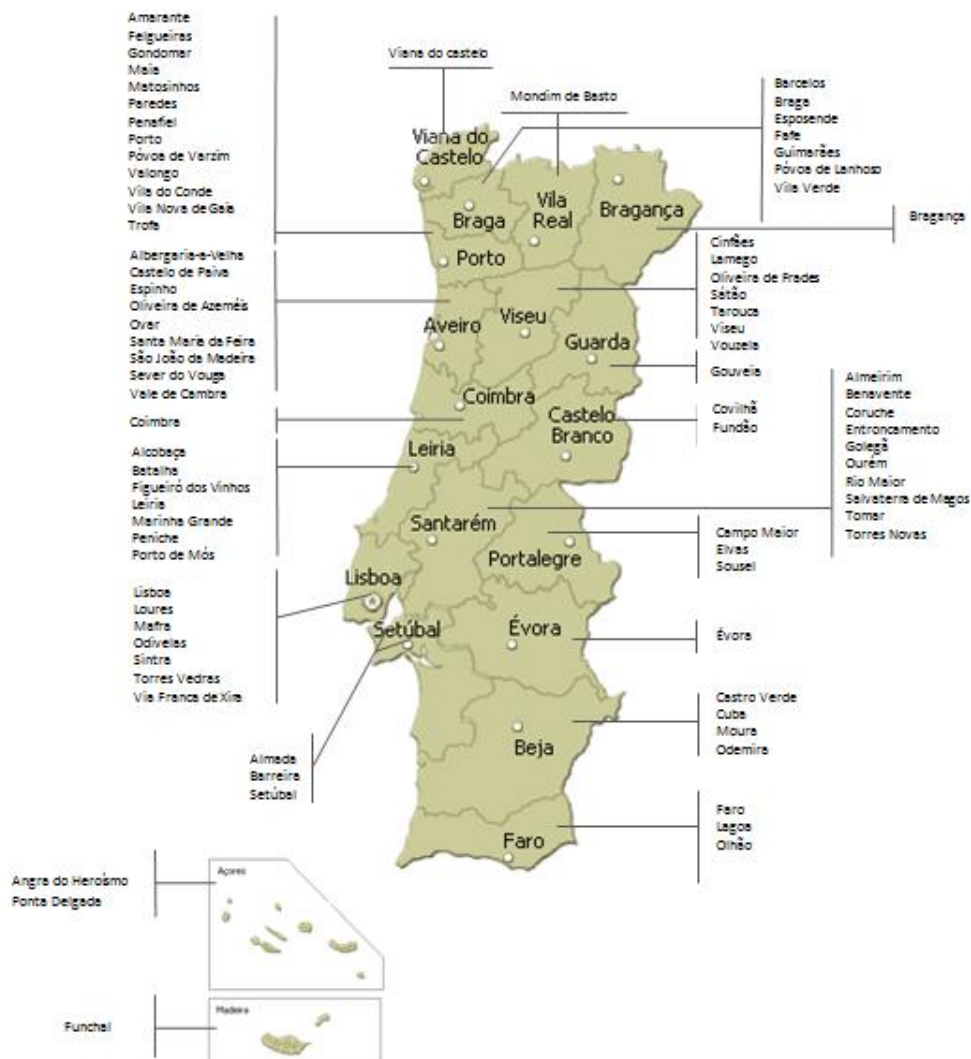 Amarante
Felgueiras
Gondomar
Maia
Matosinhos
Paredes
Penafiel
Porto
Póvoa de Varzim
Valongo
Vila do Conde
Vila Nova de Gaia
Trofa
Viana do castelo
Mondim de Basto
Barcelos
Braga
Esposende
Fafe
Guimarães
Póvoa de Lanhoso
Vila Verde
Bragança
Viana do
Castelo
Braga
Vila
Real
Bragança
Porto
Albergaria-a-Velha
Castelo de Paiva
Espinho
Oliveira de Azeméis
Ovar
Santa Maria da Feira
São João da Madeira
Sever do Vouga
Vale de Cambra
Cinfães
Lamego
Oliveira de Frades
Sátão
Tarouca
Viseu
Vouzela
Aveiro
Viseu
Guarda
Gouveia
Coimbra
Coimbra
Castelo
Branco
Covilhã
Fundão
Almeirim
Benavente
Coruche
Entroncamento
Golegã
Ourém
Rio Maior
Salvaterra de Magos
Tomar
Torres Novas
Alcobaça
Batalha
Figueiró dos Vinhos
Leiria
Marinha Grande
Peniche
Porto de Mós
Leiria
Santarém
Portalegre
Campo Maior
Elvas
Sousel
Lisboa
Loures
Mafra
Odivelas
Sintra
Torres Vedras
Via Franca de Xira
Lisboa
Setúbal
Évora
Évora
Almada
Barreira
Setúbal
Beja
Castro Verde
Cuba
Moura
Odemira
Faro
Faro
Lagoa
Olhão
Angra do Heroísmo
Ponta Delgada
Açores
Funchal
Madeira